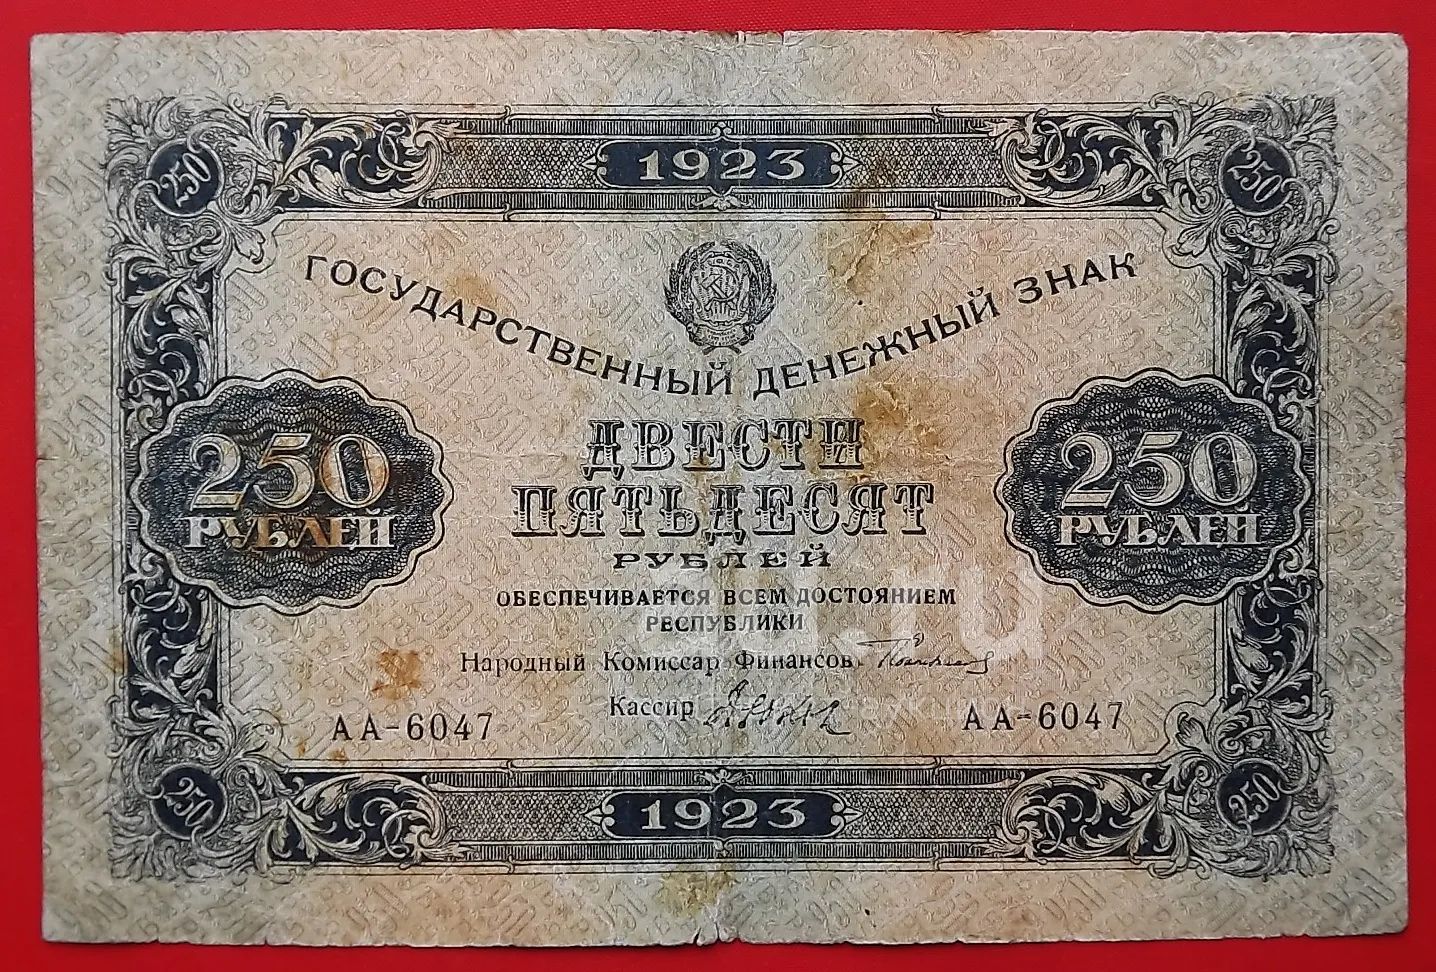 1923
250
250
ГОСУДАРСТВЕННЫЙ ДЕНЕЖНЫЙ ЗНАК
ДВЕСТИ
ПЯТЬДЕСЯТ
РУБЛЕЙ
250
РУБЛЕЙ
250
РУБЛЕЙ
ОБЕСПЕЧИВАЕТСЯ ВСЕМ ДОСТОЯНИЕМ
РЕСПУБЛИКИ
Народный Комиссар Финансов
Кассир
АА-6047
АА-6047
250
1923
250